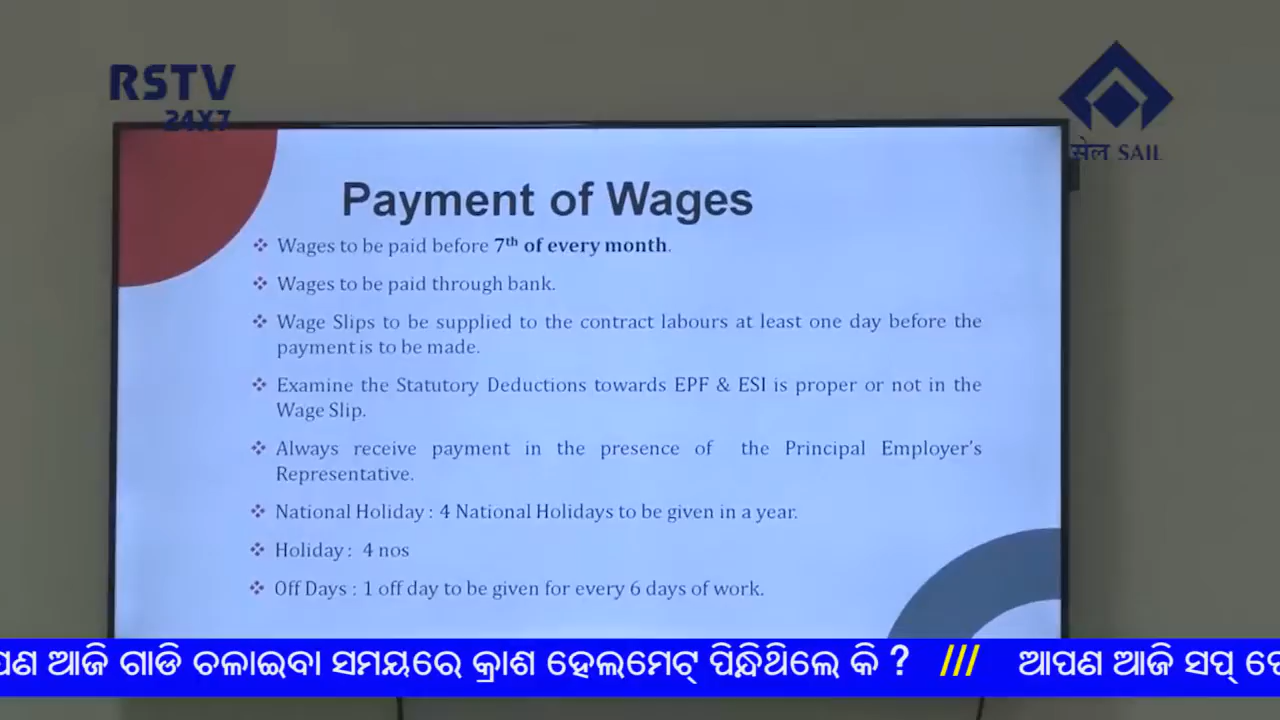 RSTV
24X7
सेल SAIL
Payment of Wages
❖ Wages to be paid before 7th of every month.
❖ Wages to be paid through bank.
❖ Wage Slips to be supplied to the contract labours at least one day before the
payment is to be made.
❖ Examine the Statutory Deductions towards EPF & ESI is proper or not in the
Wage Slip.
❖ Always receive payment in the presence of the Principal Employer's
Representative.
❖ National Holiday : 4 National Holidays to be given in a year.
❖ Holiday : 4 nos
❖ Off Days : 1 off day to be given for every 6 days of work.
ଆଜି ଗାଡି ଚଳାଇବା ସମୟରେ କ୍ରାଶ ହେଲମେଟ୍ ପିନ୍ଧିଥିଲେ କି ? /// ଆପଣ ଆଜି ସପ୍